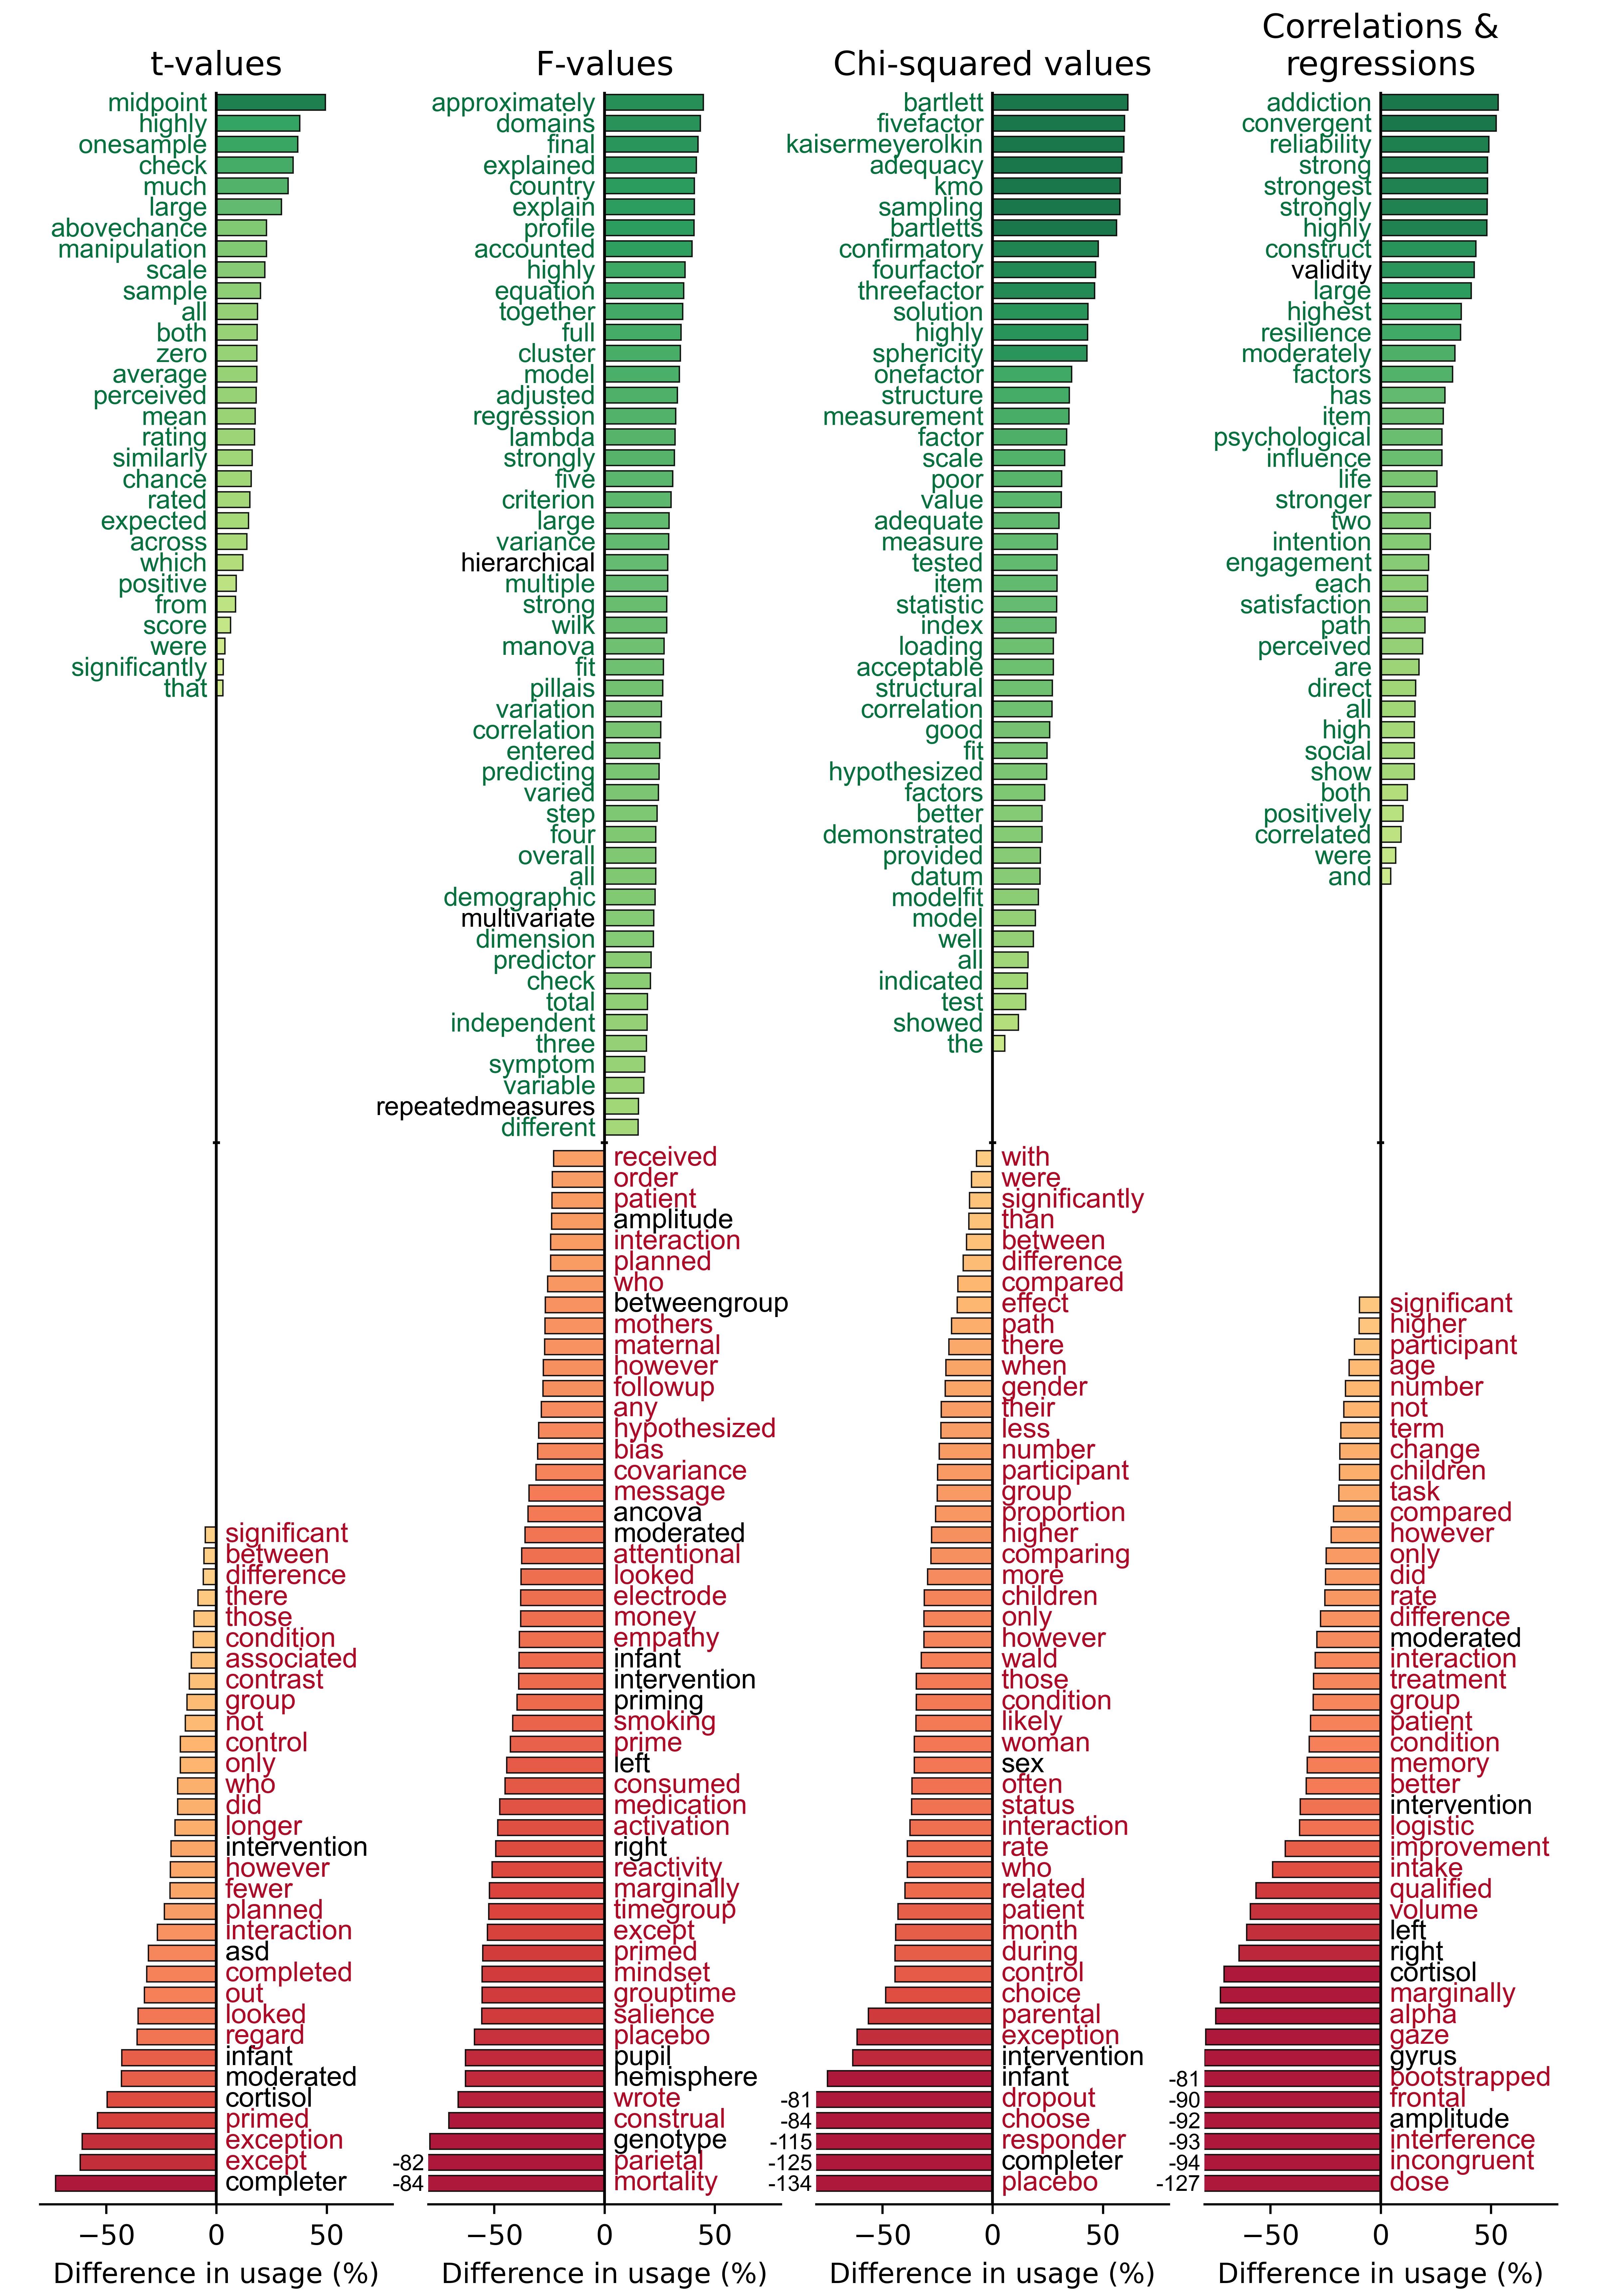 t-values
midpoint
highly
onesample
check
much
large
abovechance
manipulation
scale
sample
all
both
zero
average
perceived
mean
rating
similarly
chance
rated
expected
across
which
positive
from
score
were
significantly
that
significant
between
difference
there
those
condition
associated
contrast
group
not
control
only
who
did
longer
intervention
however
fewer
planned
interaction
asd
completed
out
looked
regard
infant
moderated
cortisol
primed
exception
except
completer
−50 0 50
Difference in usage (%)
F-values
approximately
domains
final
explained
country
explain
profile
accounted
highly
equation
together
full
cluster
model
adjusted
regression
lambda
strongly
five
criterion
large
variance
hierarchical
multiple
strong
wilk
manova
fit
pillais
variation
correlation
entered
predicting
varied
step
four
overall
all
demographic
multivariate
dimension
predictor
check
total
independent
three
symptom
variable
repeatedmeasures
different
received
order
patient
amplitude
interaction
planned
who
betweengroup
mothers
maternal
however
followup
any
hypothesized
bias
covariance
message
ancova
moderated
attentional
looked
electrode
money
empathy
infant
intervention
priming
smoking
prime
left
consumed
medication
activation
right
reactivity
marginally
timegroup
except
primed
mindset
grouptime
salience
placebo
pupil
hemisphere
wrote
construal
genotype
-82 parietal
-84 mortality
−50 0 50
Difference in usage (%)
Chi-squared values
bartlett
fivefactor
kaisermeyerolkin
adequacy
kmo
sampling
bartletts
confirmatory
fourfactor
threefactor
solution
highly
sphericity
onefactor
structure
measurement
factor
scale
poor
value
adequate
measure
tested
item
statistic
index
loading
acceptable
structural
correlation
good
fit
hypothesized
factors
better
demonstrated
provided
datum
modelfit
model
well
all
indicated
test
showed
the
with
were
significantly
than
between
difference
compared
effect
path
there
when
gender
their
less
number
participant
group
proportion
higher
comparing
more
children
only
however
wald
those
condition
likely
woman
sex
often
status
interaction
rate
who
related
patient
month
during
control
choice
parental
exception
intervention
infant
-81 dropout
-84 choose
-115 responder
-125 completer
-134 placebo
−50 0 50
Difference in usage (%)
Correlations &
regressions
addiction
convergent
reliability
strong
strongest
strongly
highly
construct
validity
large
highest
resilience
moderately
factors
has
item
psychological
influence
life
stronger
two
intention
engagement
each
satisfaction
path
perceived
are
direct
all
high
social
show
both
positively
correlated
were
and
significant
higher
participant
age
number
not
term
change
children
task
compared
however
only
did
rate
difference
moderated
interaction
treatment
group
patient
condition
memory
better
intervention
logistic
improvement
intake
qualified
volume
left
right
cortisol
marginally
alpha
gaze
gyrus
-81 bootstrapped
-90 frontal
-92 amplitude
-93 interference
-94 incongruent
-127 dose
−50 0 50
Difference in usage (%)